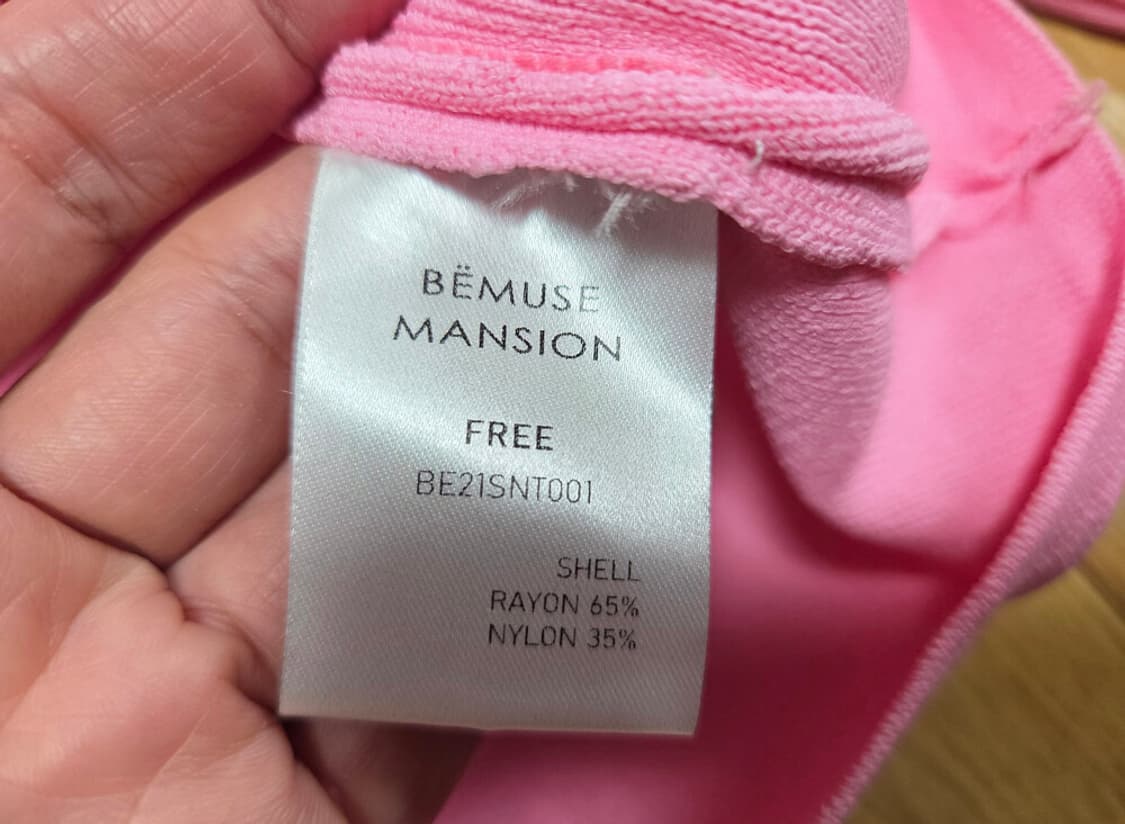 BËMUSE
MANSION
FREE
BE21SNT001
SHELL
RAYON 65%
NYLON 35%